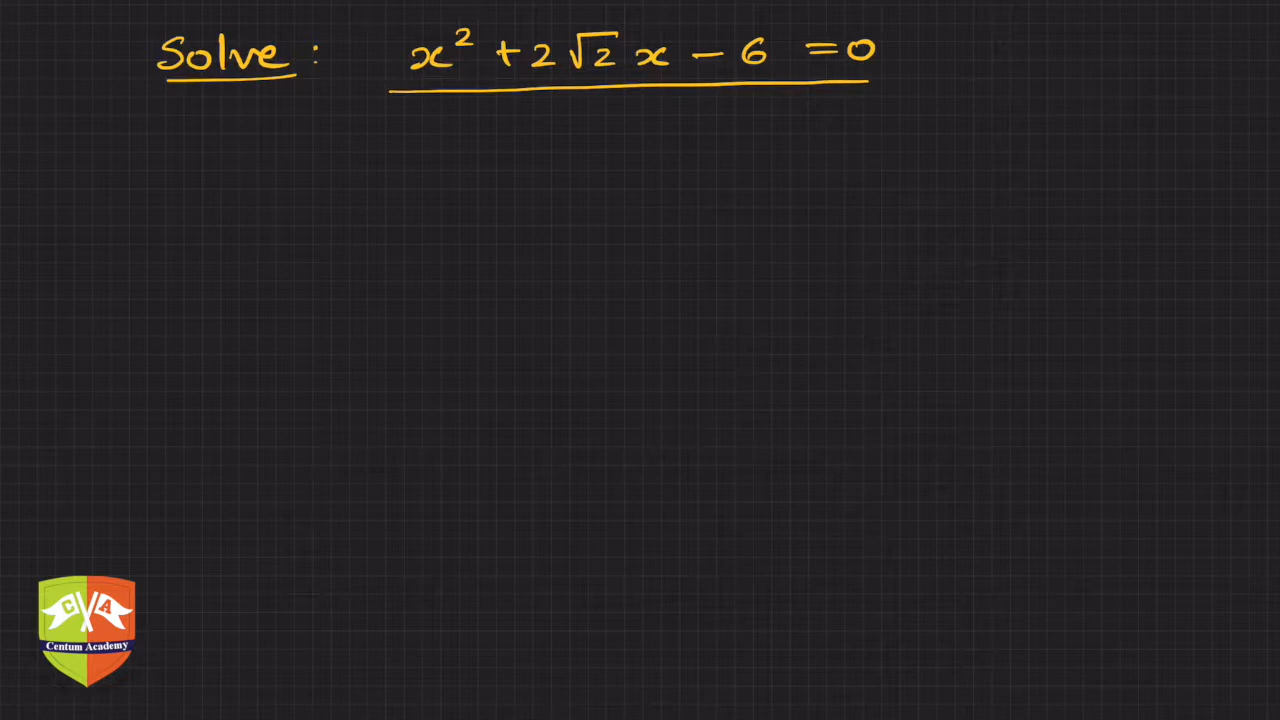 Solve : x² + 2√2 x - 6 = 0
C A
Centum Academy